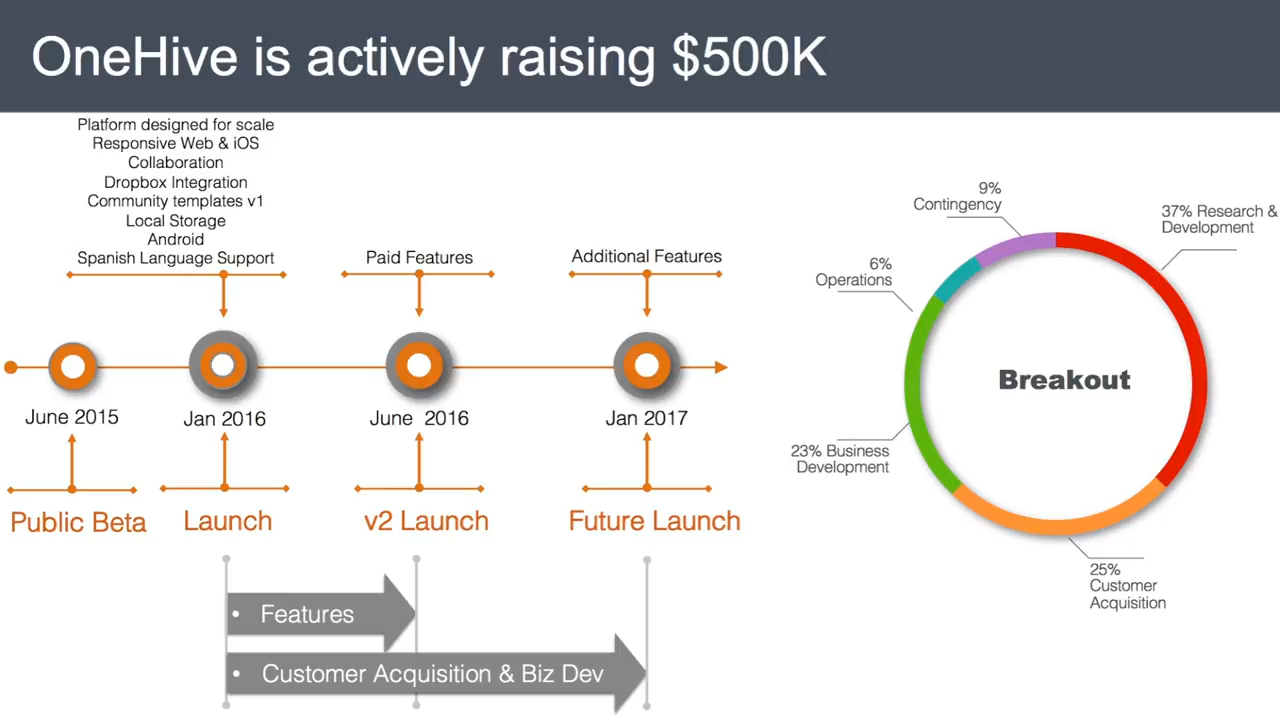 OneHive is actively raising $500K
Platform designed for scale
Responsive Web & iOS
Collaboration
Dropbox Integration
Community templates v1
Local Storage
Android
Spanish Language Support
Paid Features
Additional Features
June 2015
Jan 2016
June 2016
Jan 2017
Public Beta
Launch
v2 Launch
Future Launch
• Features
• Customer Acquisition & Biz Dev
9%
Contingency
37% Research &
Development
6%
Operations
Breakout
23% Business
Development
25%
Customer
Acquisition